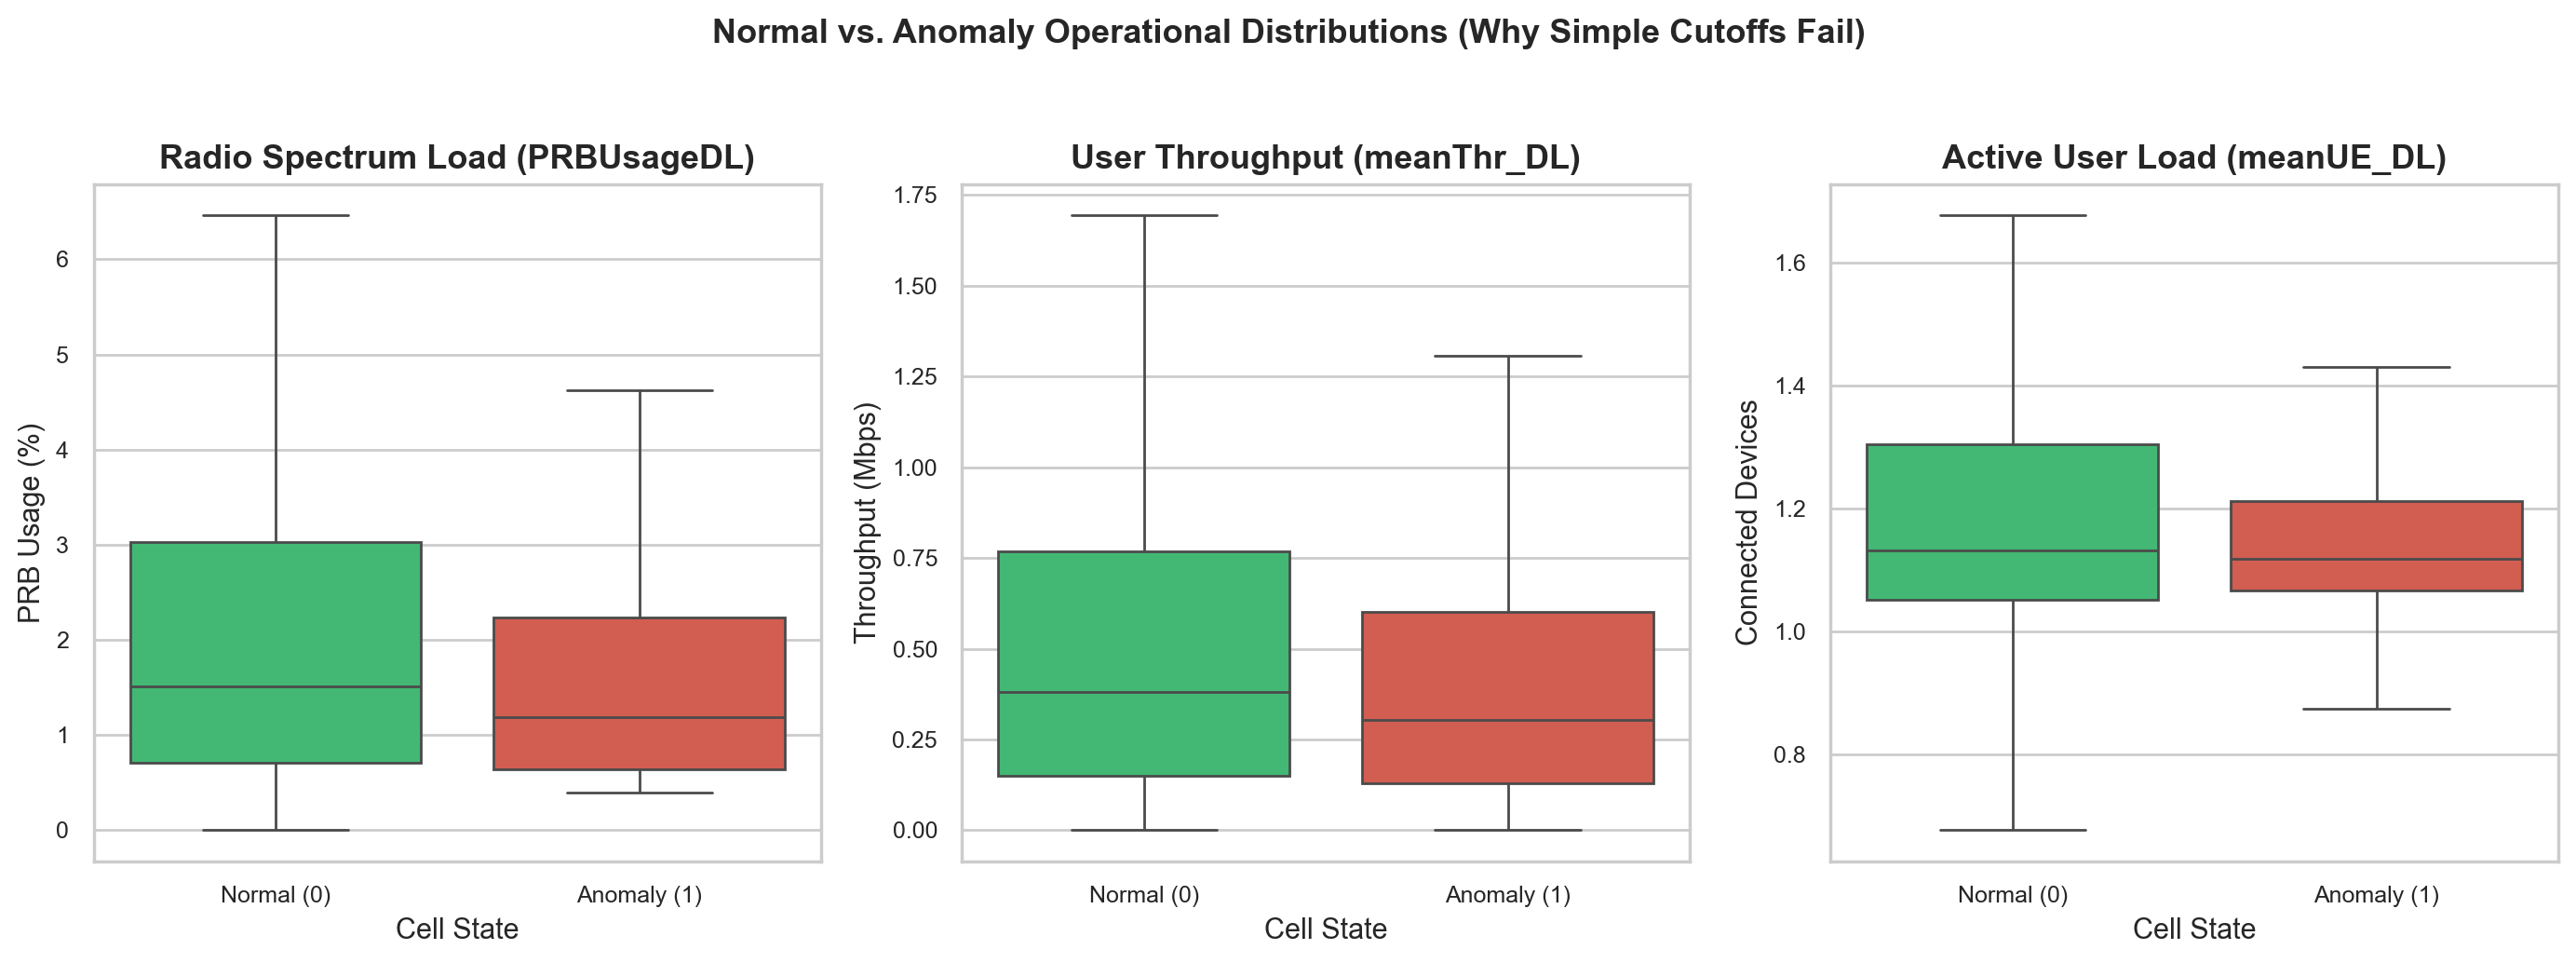 Normal vs. Anomaly Operational Distributions (Why Simple Cutoffs Fail)
Radio Spectrum Load (PRBUsageDL)
PRB Usage (%)
6
5
4
3
2
1
0
Normal (0)
Anomaly (1)
Cell State
User Throughput (meanThr_DL)
Throughput (Mbps)
1.75
1.50
1.25
1.00
0.75
0.50
0.25
0.00
Normal (0)
Anomaly (1)
Cell State
Active User Load (meanUE_DL)
Connected Devices
1.6
1.4
1.2
1.0
0.8
Normal (0)
Anomaly (1)
Cell State